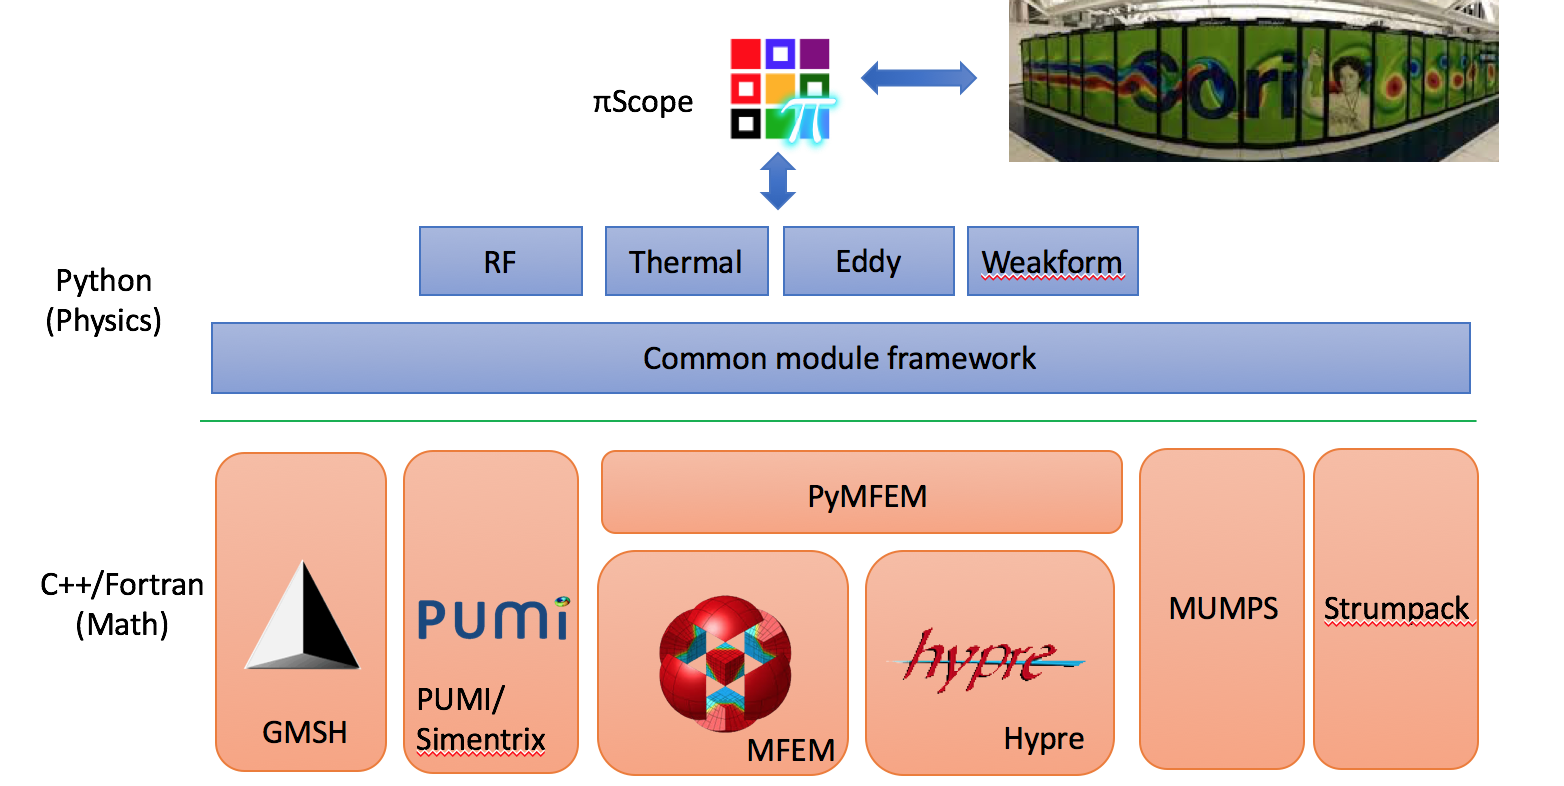 πScope
π
Cori
RF
Thermal
Eddy
Weakform
Python
(Physics)
Common module framework
PyMFEM
C++/Fortran
(Math)
GMSH
PUMi
PUMI/
Simentrix
MFEM
hypre
Hypre
MUMPS
Strumpack